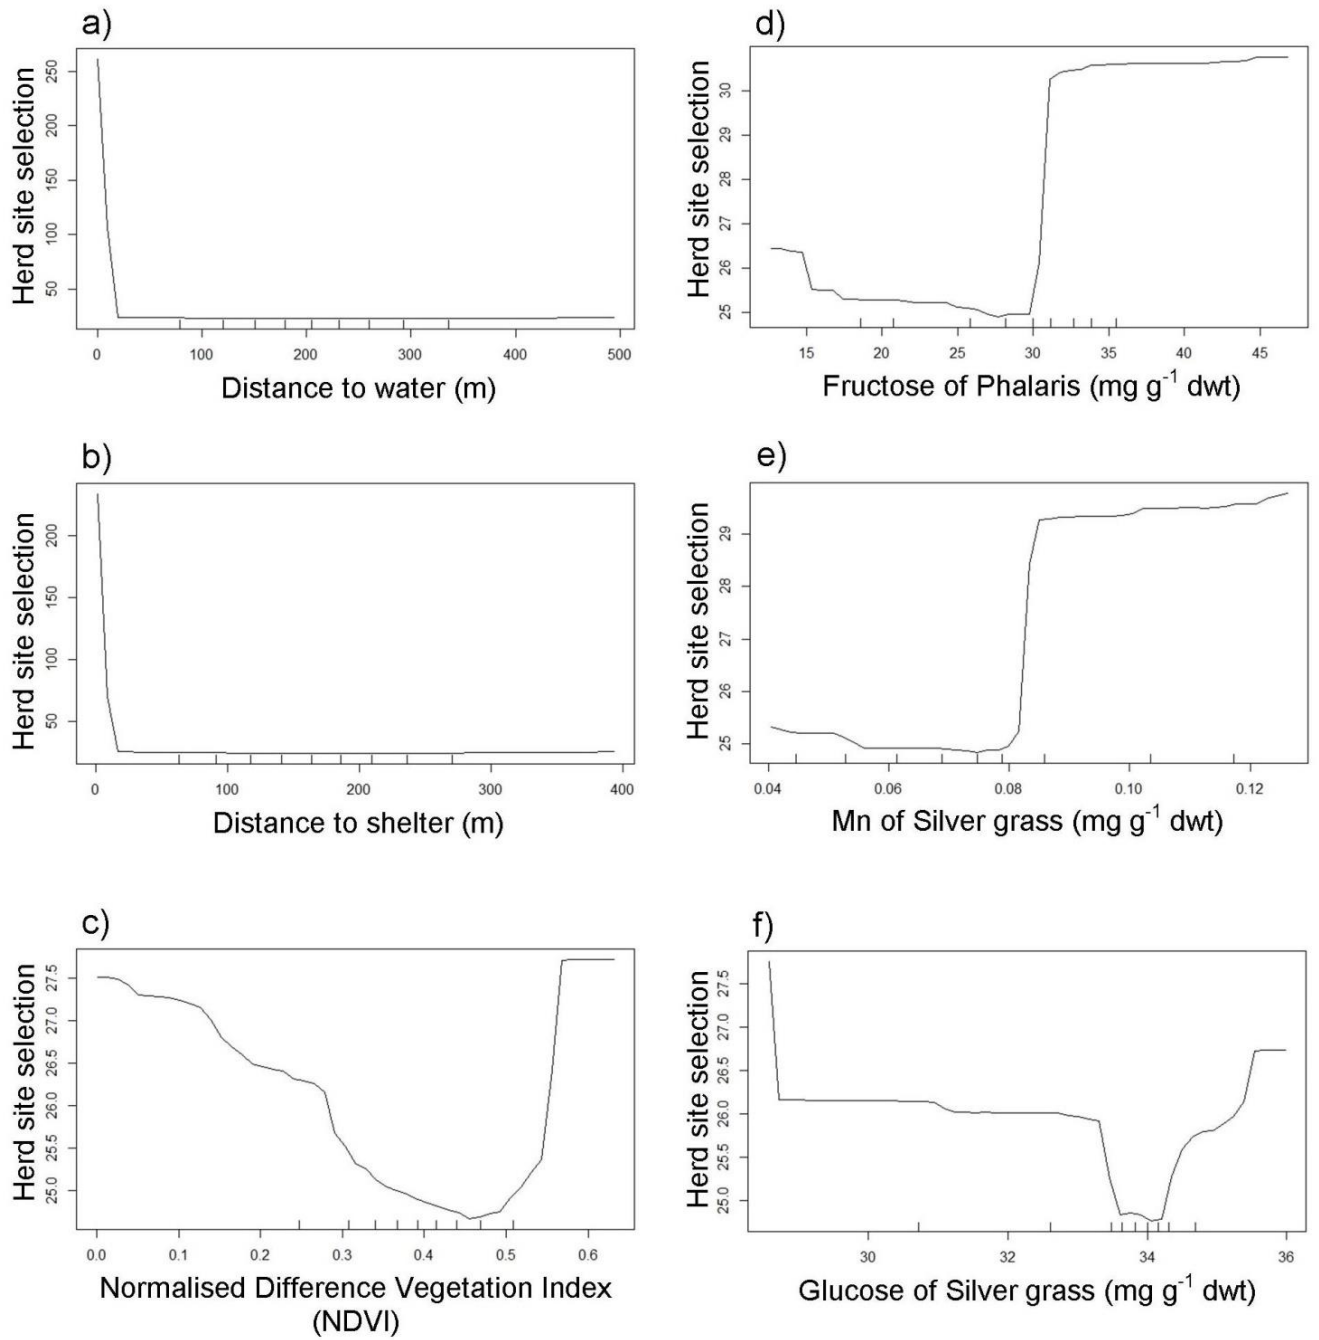 a)
Herd site selection
250
200
150
100
50
0 100 200 300 400 500
Distance to water (m)
b)
Herd site selection
200
150
100
50
0 100 200 300 400
Distance to shelter (m)
c)
Herd site selection
27.5
27.0
26.5
26.0
25.5
25.0
0.0 0.1 0.2 0.3 0.4 0.5 0.6
Normalised Difference Vegetation Index
(NDVI)
d)
Herd site selection
30
29
28
27
26
25
15 20 25 30 35 40 45
Fructose of Phalaris (mg g⁻¹ dwt)
e)
Herd site selection
29
28
27
26
25
0.04 0.06 0.08 0.10 0.12
Mn of Silver grass (mg g⁻¹ dwt)
f)
Herd site selection
27.5
27.0
26.5
26.0
25.5
25.0
30 32 34 36
Glucose of Silver grass (mg g⁻¹ dwt)